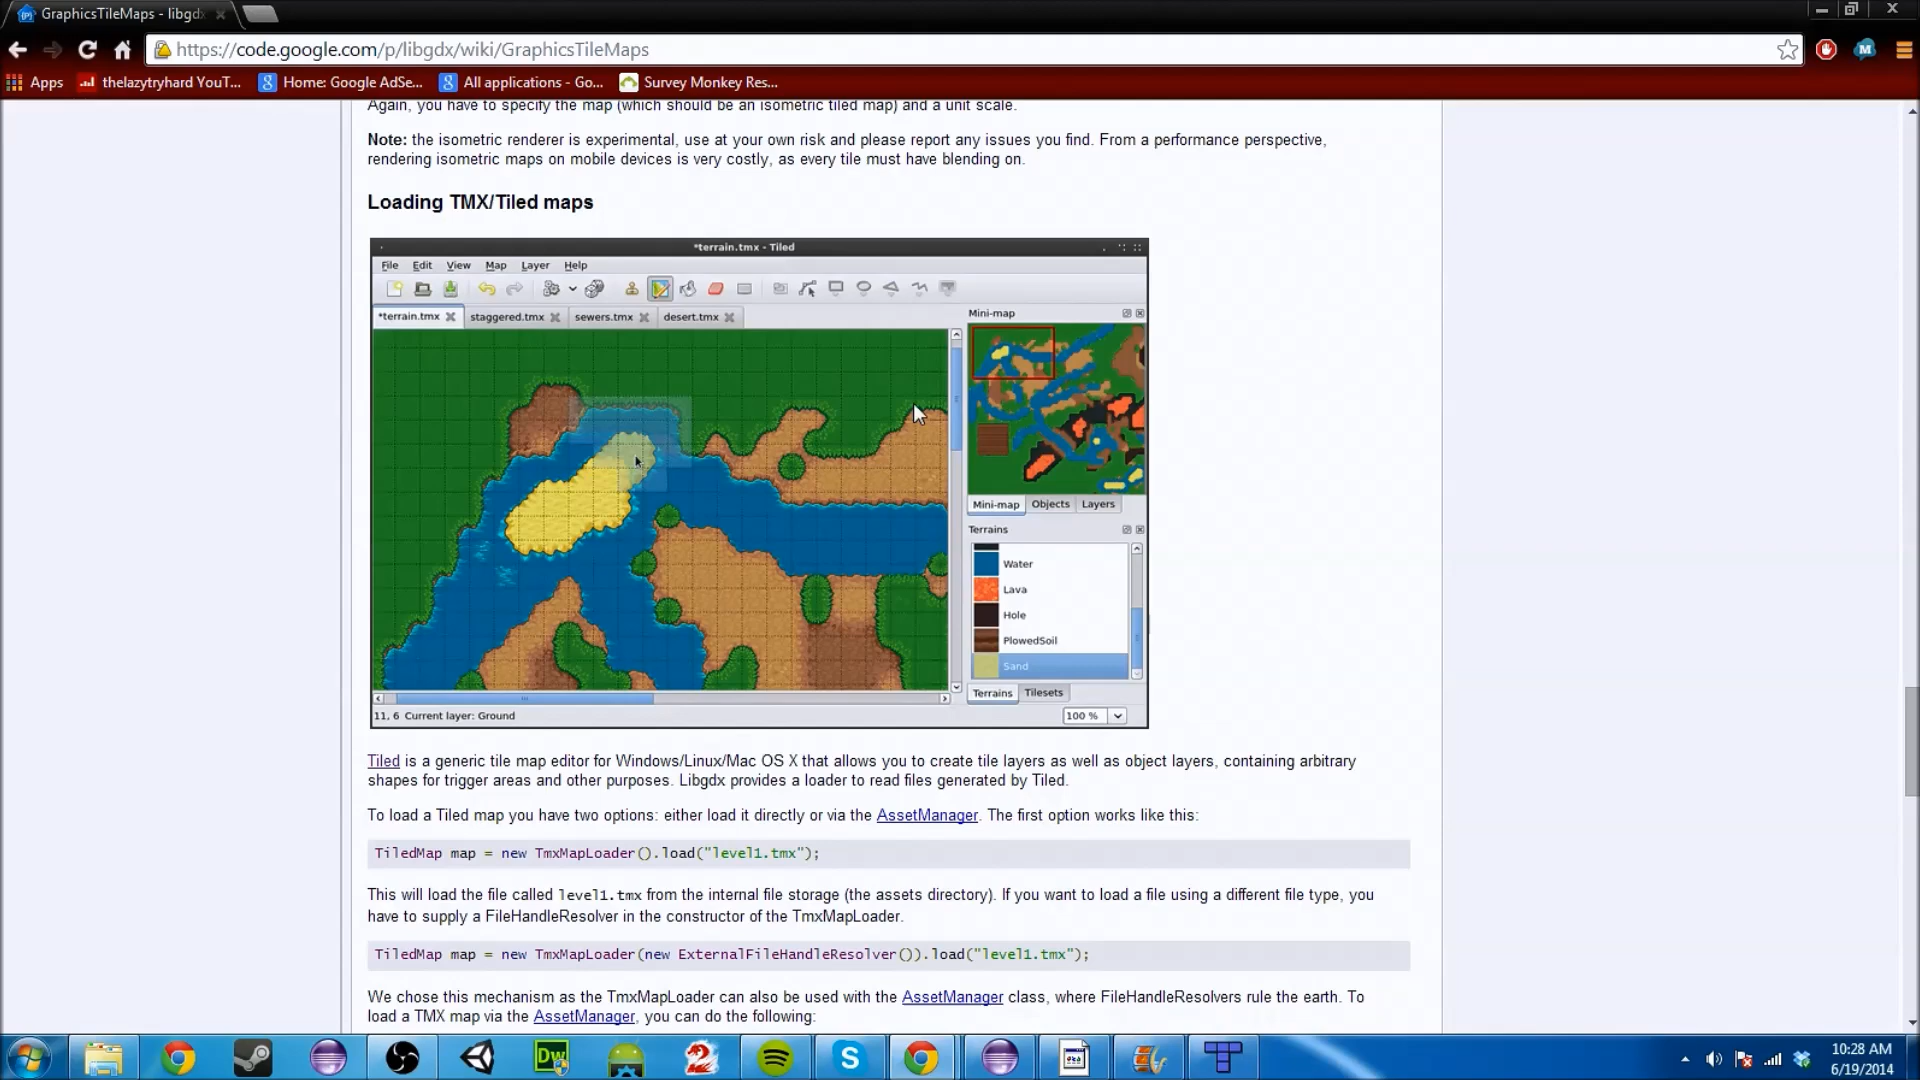 GraphicsTileMaps - libgdx
https://code.google.com/p/libgdx/wiki/GraphicsTileMaps
Apps
thelazytryhard YouT...
Home: Google AdSe...
All applications - Go...
Survey Monkey Res...
Again, you have to specify the map (which should be an isometric tiled map) and a unit scale.
Note: the isometric renderer is experimental, use at your own risk and please report any issues you find. From a performance perspective,
rendering isometric maps on mobile devices is very costly, as every tile must have blending on.
Loading TMX/Tiled maps
*terrain.tmx - Tiled
File Edit View Map Layer Help
*terrain.tmx staggered.tmx sewers.tmx desert.tmx
Mini-map
Mini-map Objects Layers
Terrains
Water
Lava
Hole
PlowedSoil
Sand
Terrains Tilesets
11, 6 Current layer: Ground
100 %
Tiled is a generic tile map editor for Windows/Linux/Mac OS X that allows you to create tile layers as well as object layers, containing arbitrary
shapes for trigger areas and other purposes. Libgdx provides a loader to read files generated by Tiled.
To load a Tiled map you have two options: either load it directly or via the AssetManager. The first option works like this:
TiledMap map = new TmxMapLoader().load("level1.tmx");
This will load the file called level1.tmx from the internal file storage (the assets directory). If you want to load a file using a different file type, you
have to supply a FileHandleResolver in the constructor of the TmxMapLoader.
TiledMap map = new TmxMapLoader(new ExternalFileHandleResolver()).load("level1.tmx");
We chose this mechanism as the TmxMapLoader can also be used with the AssetManager class, where FileHandleResolvers rule the earth. To
load a TMX map via the AssetManager, you can do the following:
Dw
10:28 AM
6/19/2014